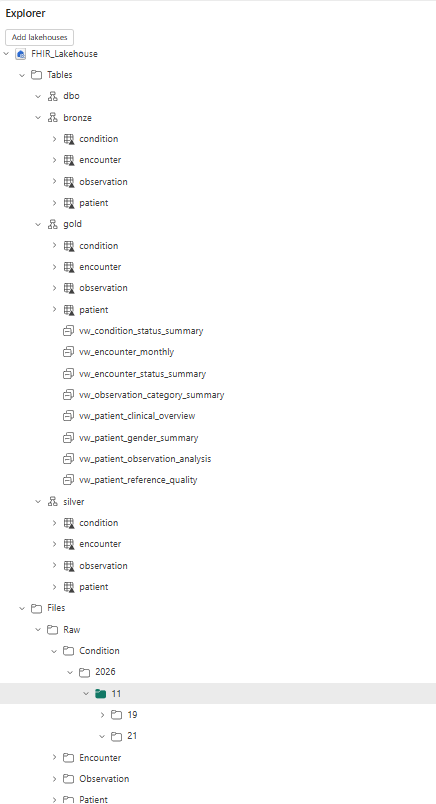 Explorer
Add lakehouses
FHIR_Lakehouse
Tables
dbo
bronze
condition
encounter
observation
patient
gold
condition
encounter
observation
patient
vw_condition_status_summary
vw_encounter_monthly
vw_encounter_status_summary
vw_observation_category_summary
vw_patient_clinical_overview
vw_patient_gender_summary
vw_patient_observation_analysis
vw_patient_reference_quality
silver
condition
encounter
observation
patient
Files
Raw
Condition
2026
11
19
21
Encounter
Observation
Patient